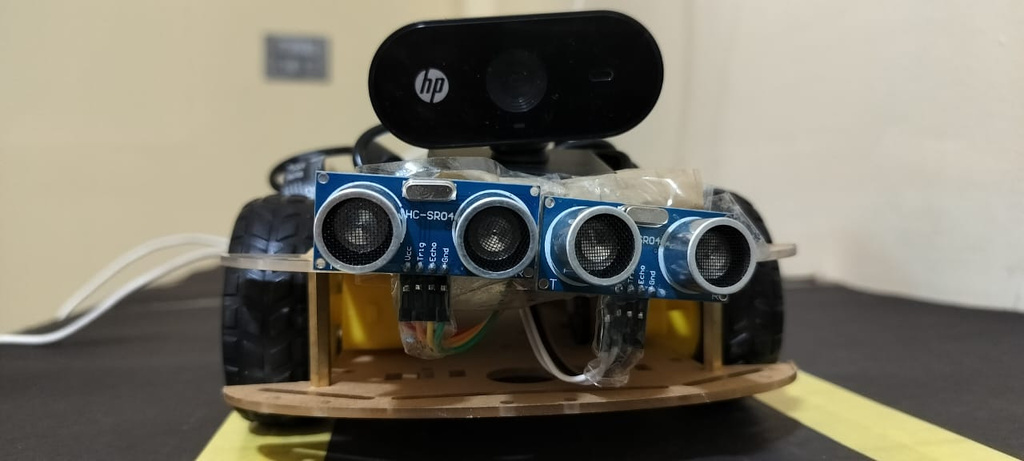 hp
HC-SR04
Vcc
Trig
Echo
Gnd
T
R
SR04
Echo
Gnd
T